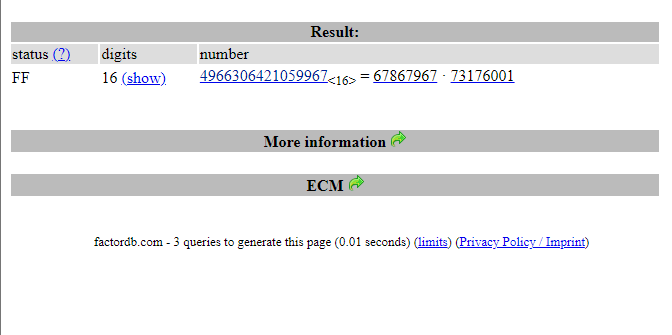 Result:
status (?) digits number
FF 16 (show) 4966306421059967<16> = 67867967 · 73176001
More information
ECM
factordb.com - 3 queries to generate this page (0.01 seconds) (limits) (Privacy Policy / Imprint)